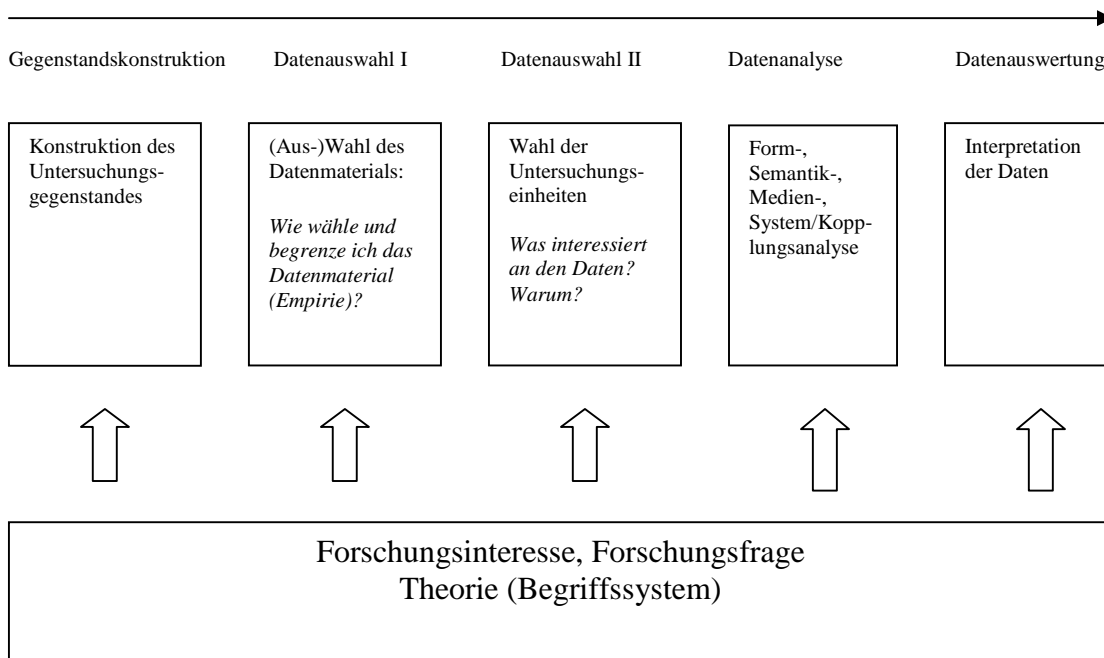 Gegenstandskonstruktion
Datenauswahl I
Datenauswahl II
Datenanalyse
Datenauswertung
Konstruktion des
Untersuchungs-
gegenstandes
(Aus-)Wahl des
Datenmaterials:
Wie wähle und
begrenze ich das
Datenmaterial
(Empirie)?
Wahl der
Untersuchungs-
einheiten
Was interessiert
an den Daten?
Warum?
Form-,
Semantik-,
Medien-,
System/Kopp-
lungsanalyse
Interpretation
der Daten
Forschungsinteresse, Forschungsfrage
Theorie (Begriffssystem)